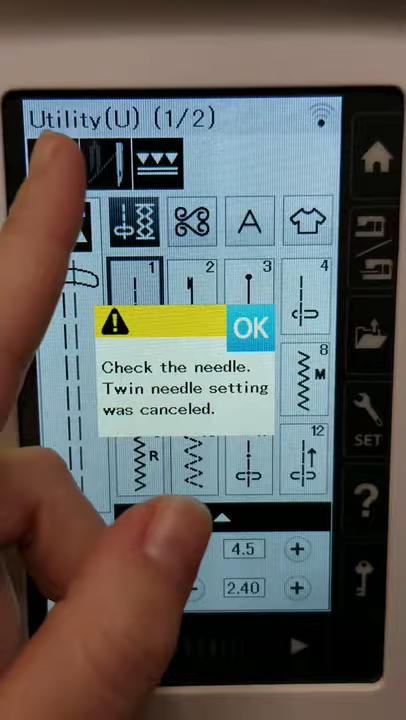 Utility(U) (1/2)
A
1
2
3
4
OK
Check the needle.
Twin needle setting
was canceled.
8
M
SET
12
R
?
4.5 +
2.40 +